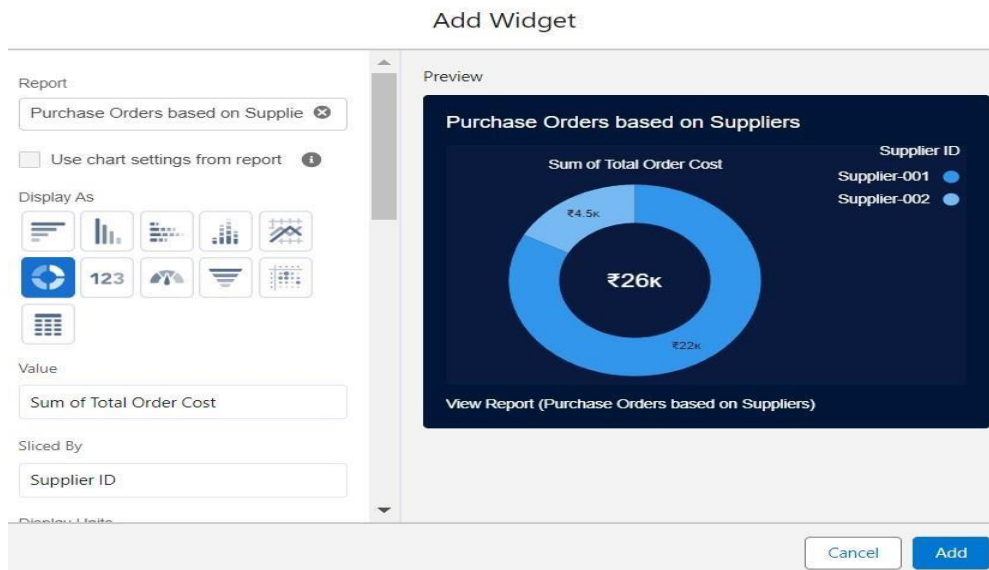 Add Widget
Report
Purchase Orders based on Supplie
Use chart settings from report
Display As
123
Value
Sum of Total Order Cost
Sliced By
Supplier ID
Display Units
Preview
Purchase Orders based on Suppliers
Sum of Total Order Cost
Supplier ID
Supplier-001
Supplier-002
₹4.5K
₹26K
₹22K
View Report (Purchase Orders based on Suppliers)
Cancel
Add